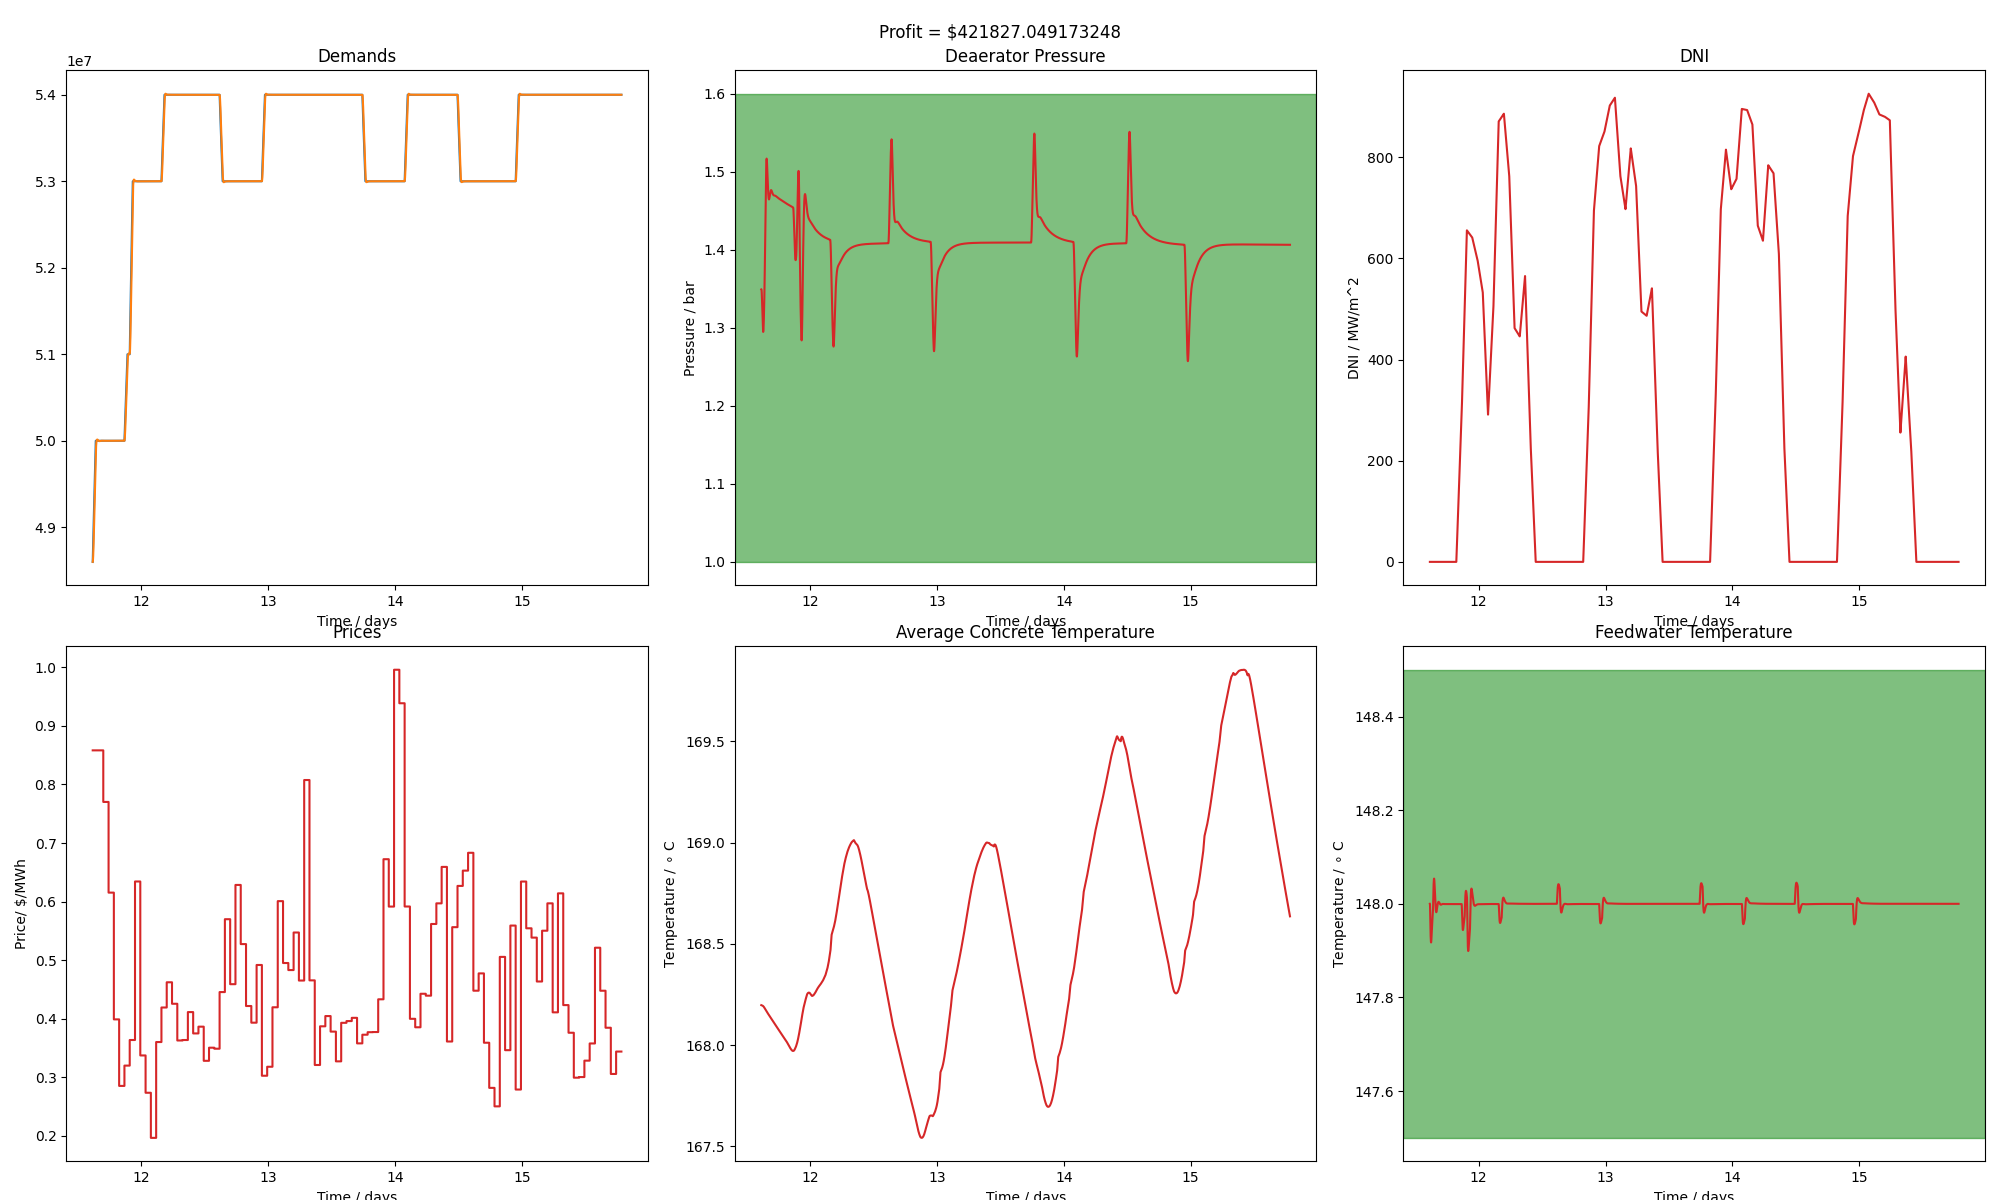 Profit = $421827.049173248
Demands
1e7
5.4
5.3
5.2
5.1
5.0
4.9
12 13 14 15
Time / days
Deaerator Pressure
Pressure / bar
1.6
1.5
1.4
1.3
1.2
1.1
1.0
12 13 14 15
Time / days
DNI
DNI / MW/m^2
800
600
400
200
0
12 13 14 15
Time / days
Prices
Price/ $/MWh
1.0
0.9
0.8
0.7
0.6
0.5
0.4
0.3
0.2
12 13 14 15
Time / days
Average Concrete Temperature
Temperature / ∘ C
169.5
169.0
168.5
168.0
167.5
12 13 14 15
Time / days
Feedwater Temperature
Temperature / ∘ C
148.4
148.2
148.0
147.8
147.6
12 13 14 15
Time / days